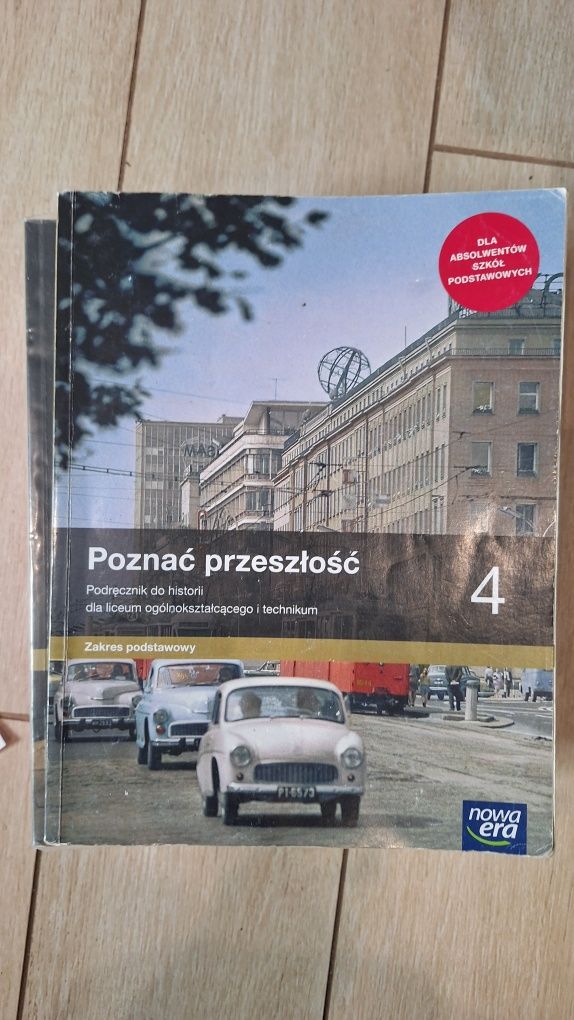 DLA
ABSOLWENTÓW
SZKÓŁ
PODSTAWOWYCH
Poznać przeszłość
Podręcznik do historii
dla liceum ogólnokształcącego i technikum
4
Zakres podstawowy
nowa
era